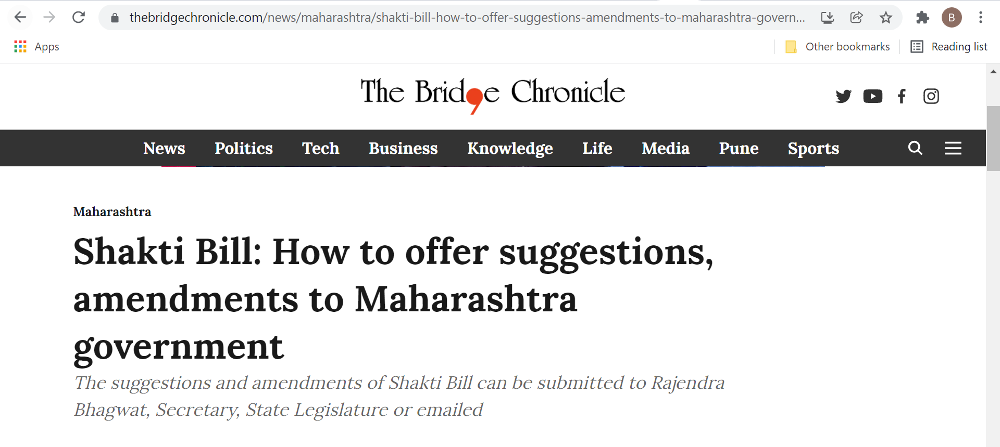 thebridgechronicle.com/news/maharashtra/shakti-bill-how-to-offer-suggestions-amendments-to-maharashtra-govern...
B
Apps
Other bookmarks
Reading list
The Bridge Chronicle
News Politics Tech Business Knowledge Life Media Pune Sports
Maharashtra
Shakti Bill: How to offer suggestions,
amendments to Maharashtra
government
The suggestions and amendments of Shakti Bill can be submitted to Rajendra
Bhagwat, Secretary, State Legislature or emailed